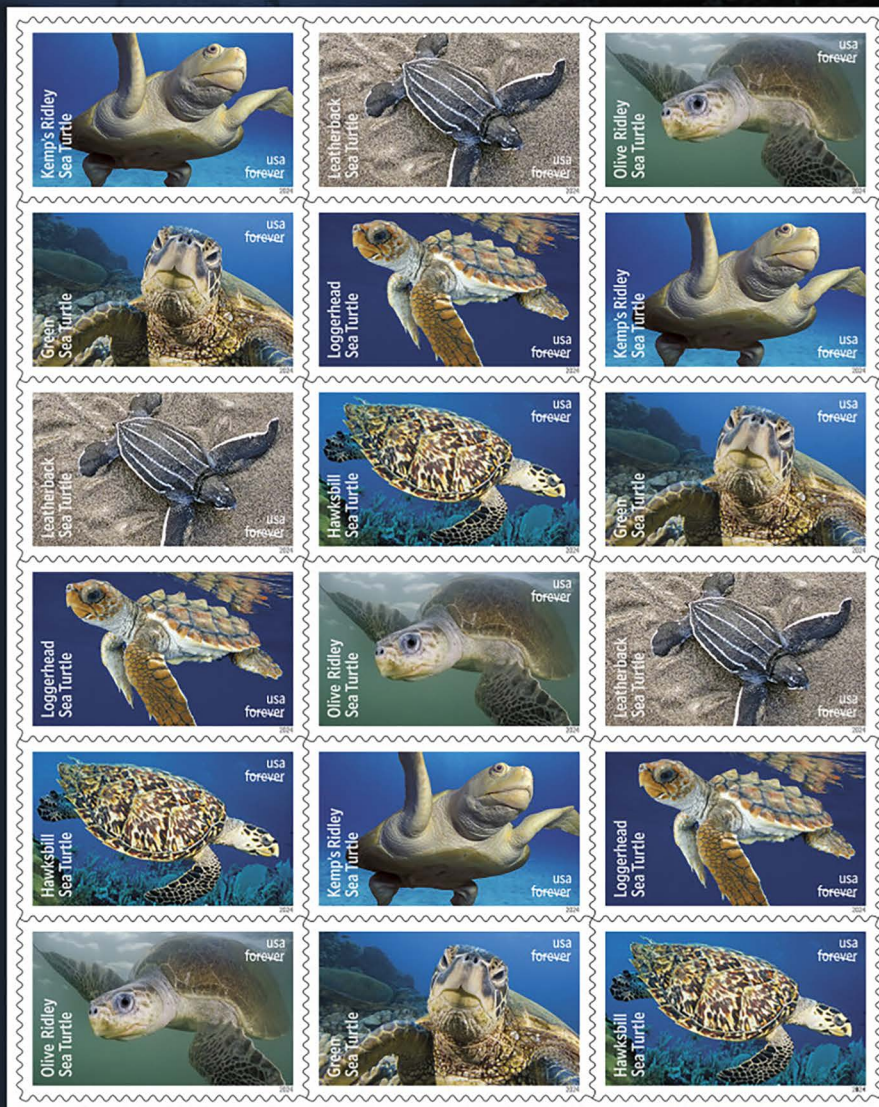 Kemp's Ridley
Sea Turtle
usa
forever
2024
Leatherback
Sea Turtle
usa
forever
2024
Olive Ridley
Sea Turtle
usa
forever
2024
Green
Sea Turtle
usa
forever
2024
Loggerhead
Sea Turtle
usa
forever
2024
Kemp's Ridley
Sea Turtle
usa
forever
2024
Leatherback
Sea Turtle
usa
forever
2024
Hawksbill
Sea Turtle
usa
forever
2024
Green
Sea Turtle
usa
forever
2024
Loggerhead
Sea Turtle
usa
forever
2024
Olive Ridley
Sea Turtle
usa
forever
2024
Leatherback
Sea Turtle
usa
forever
2024
Hawksbill
Sea Turtle
usa
forever
2024
Kemp's Ridley
Sea Turtle
usa
forever
2024
Loggerhead
Sea Turtle
usa
forever
2024
Olive Ridley
Sea Turtle
usa
forever
2024
Green
Sea Turtle
usa
forever
2024
Hawksbill
Sea Turtle
usa
forever
2024